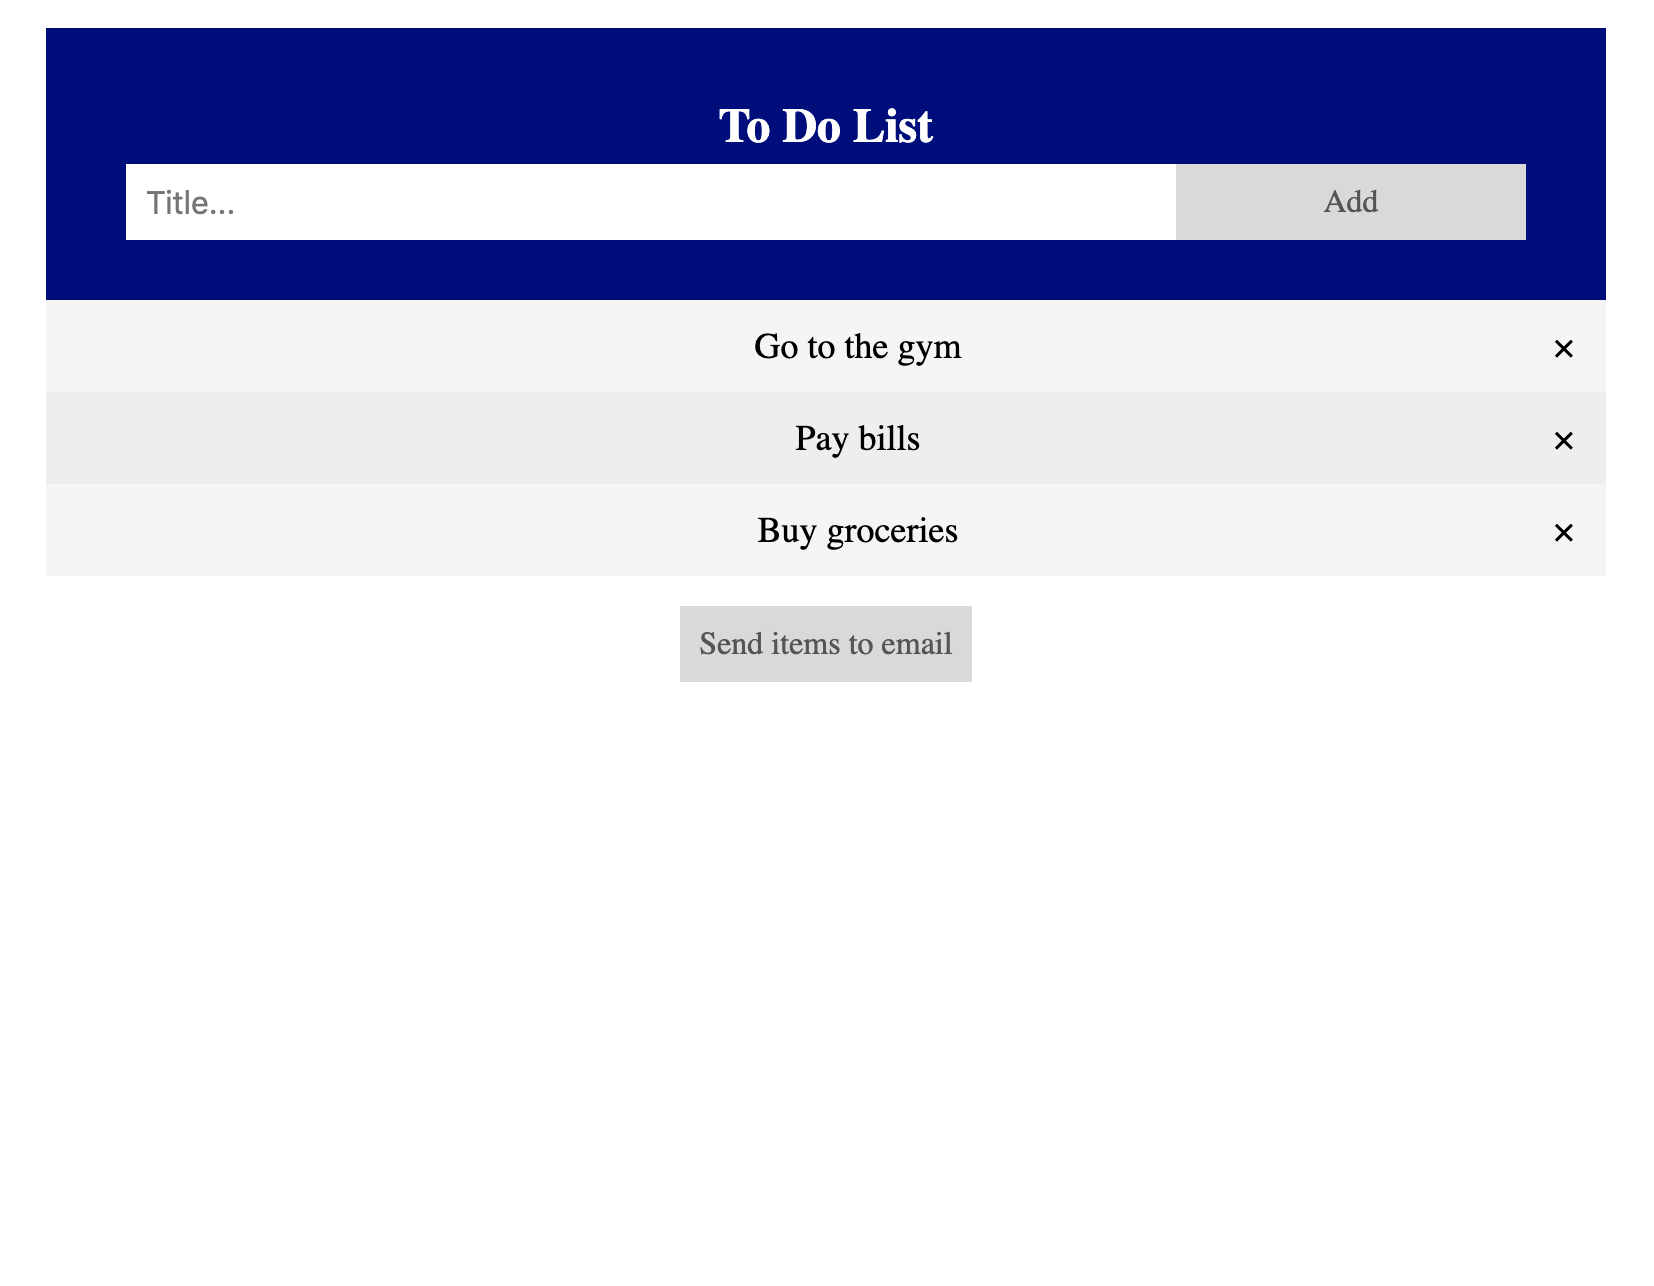 To Do List
Title...
Add
Go to the gym
×
Pay bills
×
Buy groceries
×
Send items to email